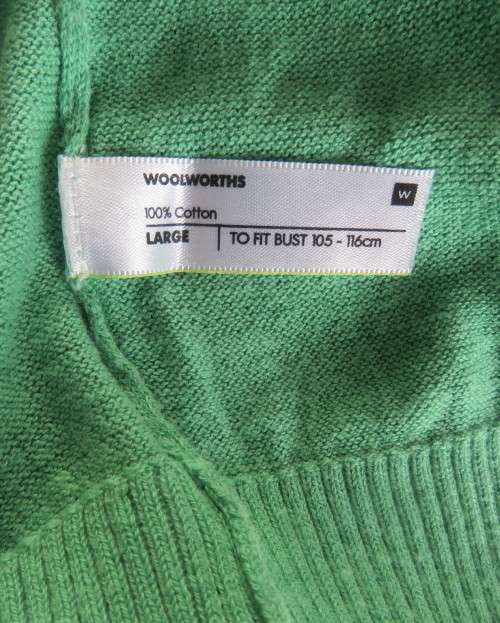 WOOLWORTHS
W
100% Cotton
LARGE TO FIT BUST 105 - 116cm